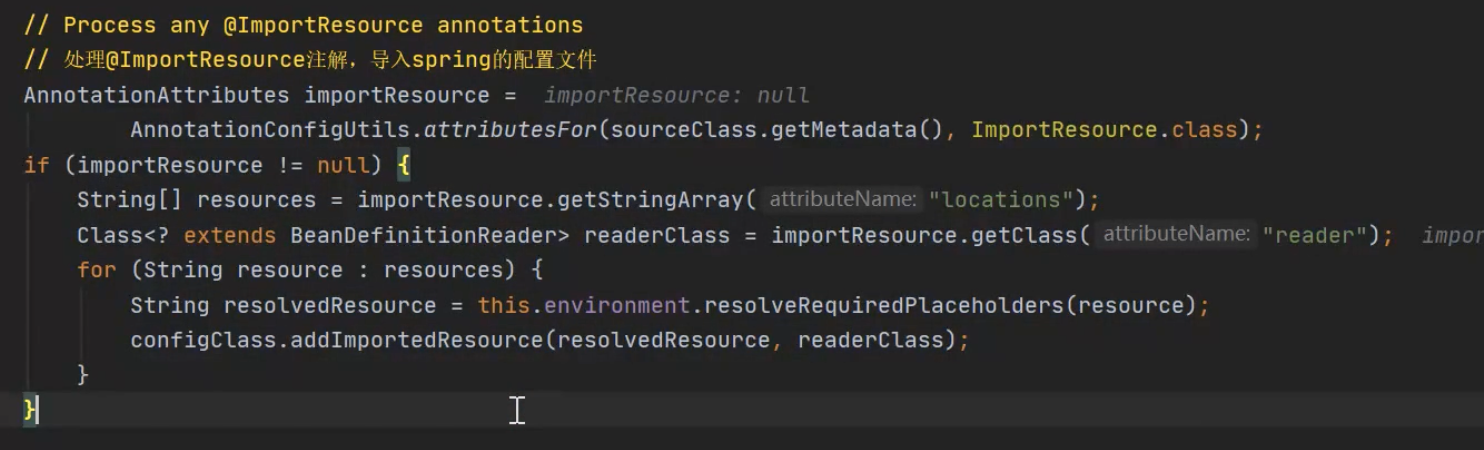 // Process any @ImportResource annotations
// 处理@ImportResource注解，导入spring的配置文件
AnnotationAttributes importResource = importResource: null
AnnotationConfigUtils.attributesFor(sourceClass.getMetadata(), ImportResource.class);
if (importResource != null) {
String[] resources = importResource.getStringArray( attributeName: "locations");
Class<? extends BeanDefinitionReader> readerClass = importResource.getClass( attributeName: "reader");
for (String resource : resources) {
String resolvedResource = this.environment.resolveRequiredPlaceholders(resource);
configClass.addImportedResource(resolvedResource, readerClass);
}
}